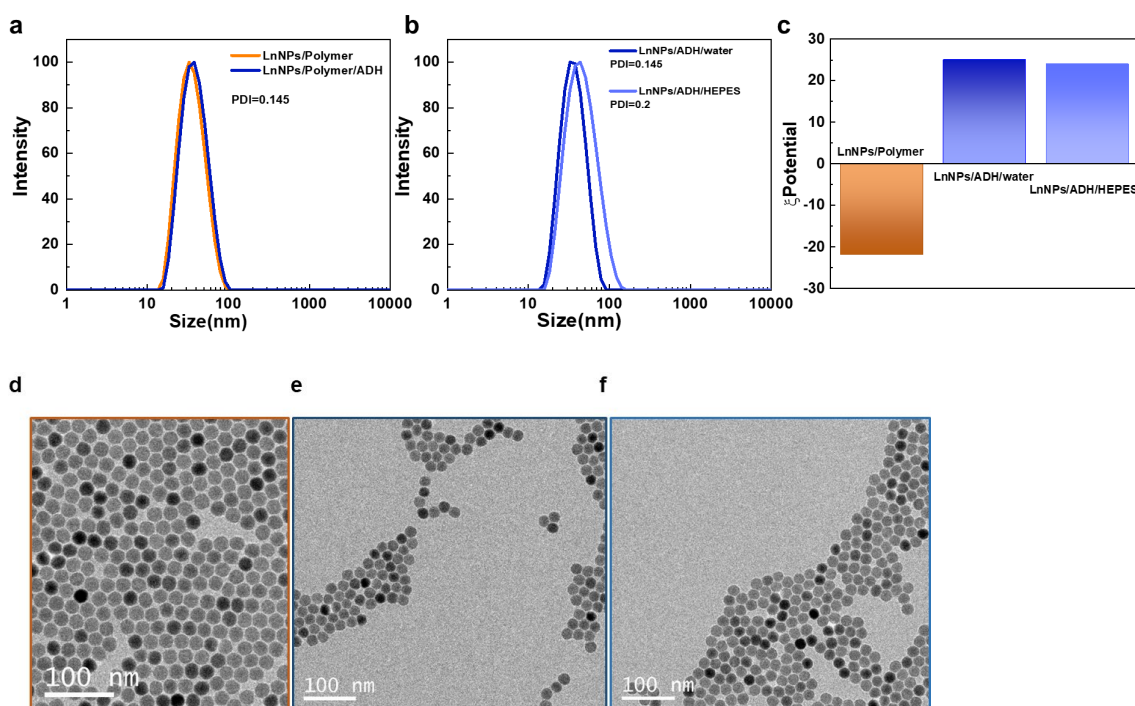 a
LnNPs/Polymer
LnNPs/Polymer/ADH
PDI=0.145
100
80
60
40
20
0
Intensity
1
10
100
1000
10000
Size(nm)
b
LnNPs/ADH/water
PDI=0.145
LnNPs/ADH/HEPES
PDI=0.2
100
80
60
40
20
0
Intensity
1
10
100
1000
10000
Size(nm)
c
30
20
10
0
-10
-20
-30
ξPotential
LnNPs/Polymer
LnNPs/ADH/water
LnNPs/ADH/HEPES
d
100 nm
e
100 nm
f
100 nm